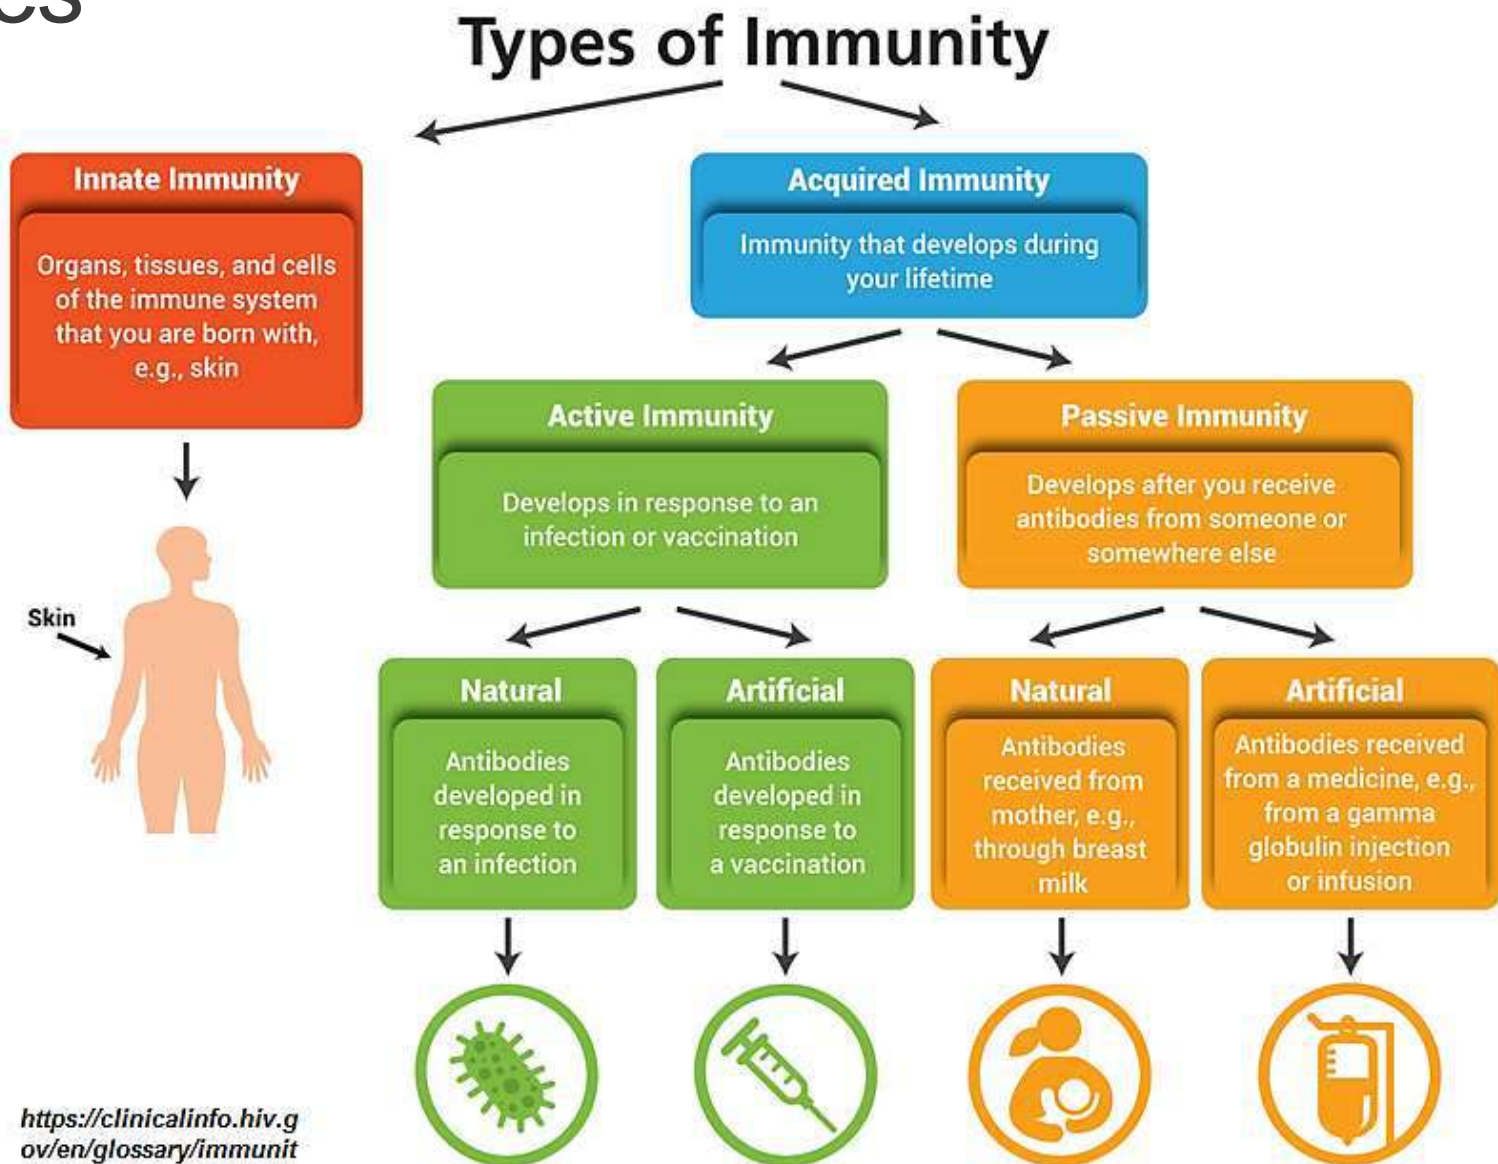 es
Types of Immunity
Innate Immunity
Organs, tissues, and cells
of the immune system
that you are born with,
e.g., skin
Skin
Acquired Immunity
Immunity that develops during
your lifetime
Active Immunity
Develops in response to an
infection or vaccination
Passive Immunity
Develops after you receive
antibodies from someone or
somewhere else
Natural
Antibodies
developed in
response to
an infection
Artificial
Antibodies
developed in
response to
a vaccination
Natural
Antibodies
received from
mother, e.g.,
through breast
milk
Artificial
Antibodies received
from a medicine, e.g.,
from a gamma
globulin injection
or infusion
https://clinicalinfo.hiv.g
ov/en/glossary/immunit